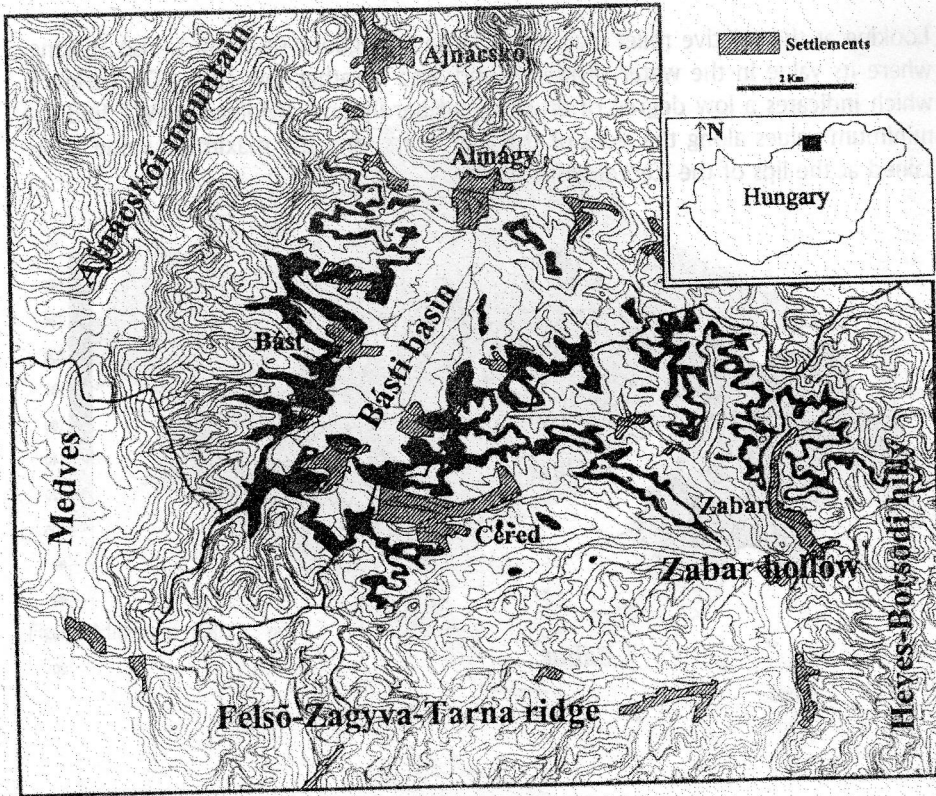 Ajnácskő
Settlements
2 Km
N
Hungary
Ajnácskői mountain
Almágy
Básti basin
Bást
Medves
Cered
Zabar
Zabar hollow
Heves-Borsodi hilly
Felső-Zagyva-Tarna ridge